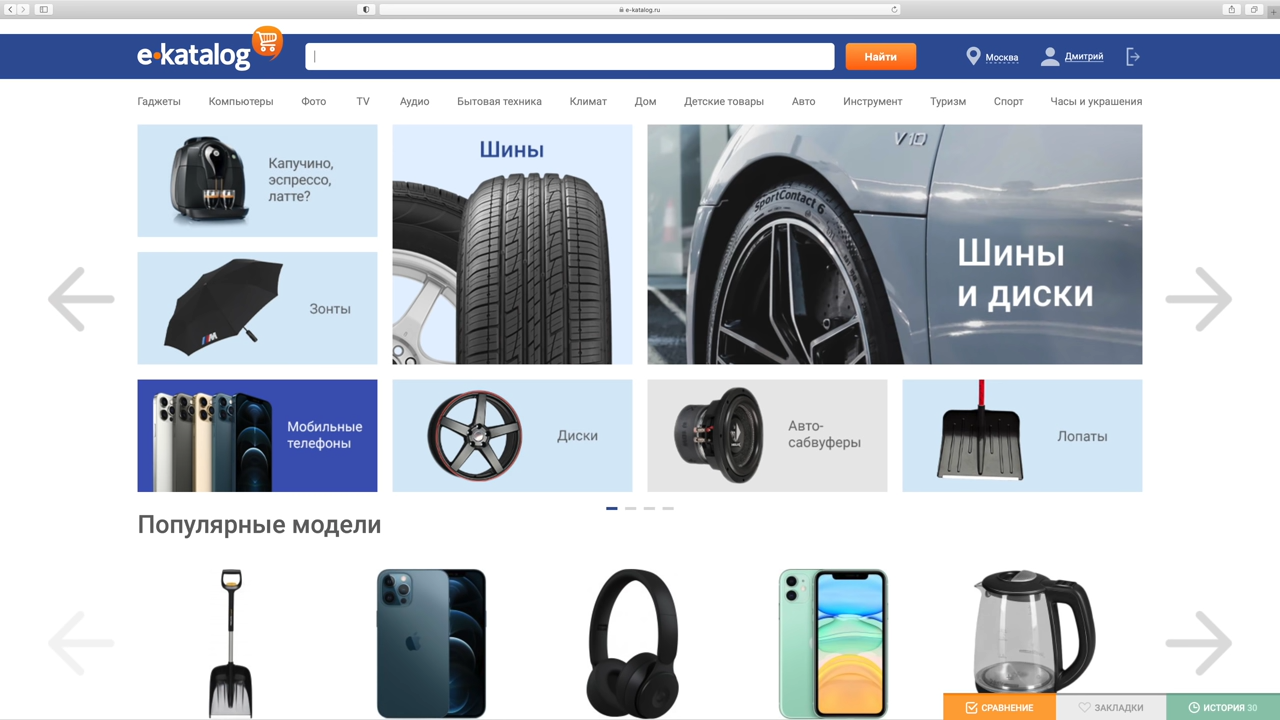 e-katalog.ru
e-katalog
Найти
Москва
Дмитрий
Гаджеты Компьютеры Фото TV Аудио Бытовая техника Климат Дом Детские товары Авто Инструмент Туризм Спорт Часы и украшения
Капучино,
эспрессо,
латте?
Шины
V10
SportContact 6
Шины
и диски
Зонты
M
Мобильные
телефоны
Диски
Авто-
сабвуферы
Лопаты
Популярные модели
СРАВНЕНИЕ
ЗАКЛАДКИ
ИСТОРИЯ 30